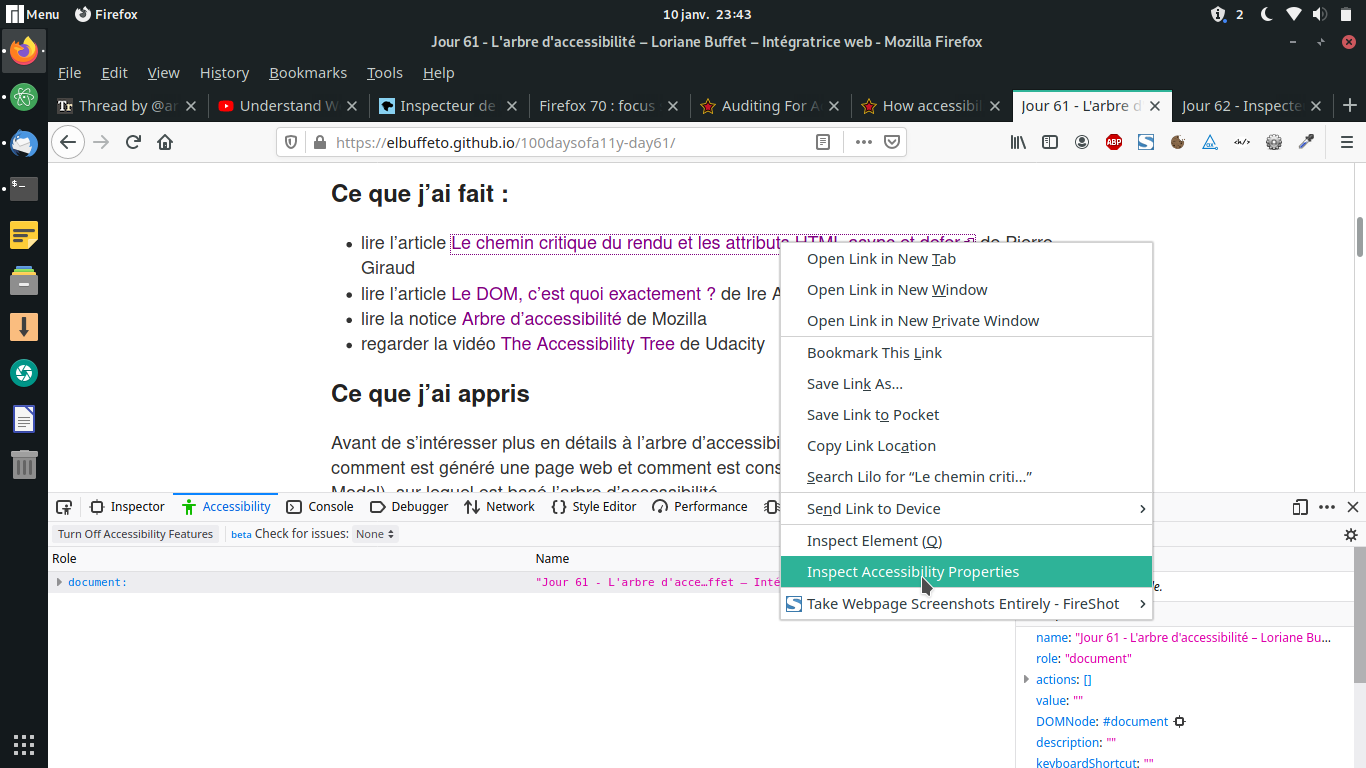 Menu Firefox 10 janv. 23:43 2
Jour 61 - L'arbre d'accessibilité – Loriane Buffet – Intégratrice web - Mozilla Firefox
File Edit View History Bookmarks Tools Help
Tr Thread by @ar Understand W Inspecteur de Firefox 70 : focus Auditing For A How accessibil Jour 61 - L'arbre d Jour 62 - Inspecte
https://elbuffeto.github.io/100daysofa11y-day61/ ABP
Ce que j'ai fait :
lire l'article Le chemin critique du rendu et les attributs HTML async et defer de Pierre
Giraud
lire l'article Le DOM, c'est quoi exactement ? de Ire A
lire la notice Arbre d'accessibilité de Mozilla
regarder la vidéo The Accessibility Tree de Udacity
Ce que j'ai appris
Avant de s'intéresser plus en détails à l'arbre d'accessibi
comment est généré une page web et comment est cons
Model), sur lequel est basé l'arbre d'accessibilité.
Open Link in New Tab
Open Link in New Window
Open Link in New Private Window
Bookmark This Link
Save Link As...
Save Link to Pocket
Copy Link Location
Search Lilo for “Le chemin criti...”
Send Link to Device
Inspect Element (Q)
Inspect Accessibility Properties
Take Webpage Screenshots Entirely - FireShot
Inspector Accessibility Console Debugger Network Style Editor Performance
Turn Off Accessibility Features beta Check for issues: None
Role Name
document: "Jour 61 - L'arbre d'acce…ffet – Inté
name: "Jour 61 - L'arbre d'accessibilité – Loriane Bu...
role: "document"
actions: []
value: ""
DOMNode: #document
description: ""
keyboardShortcut: ""